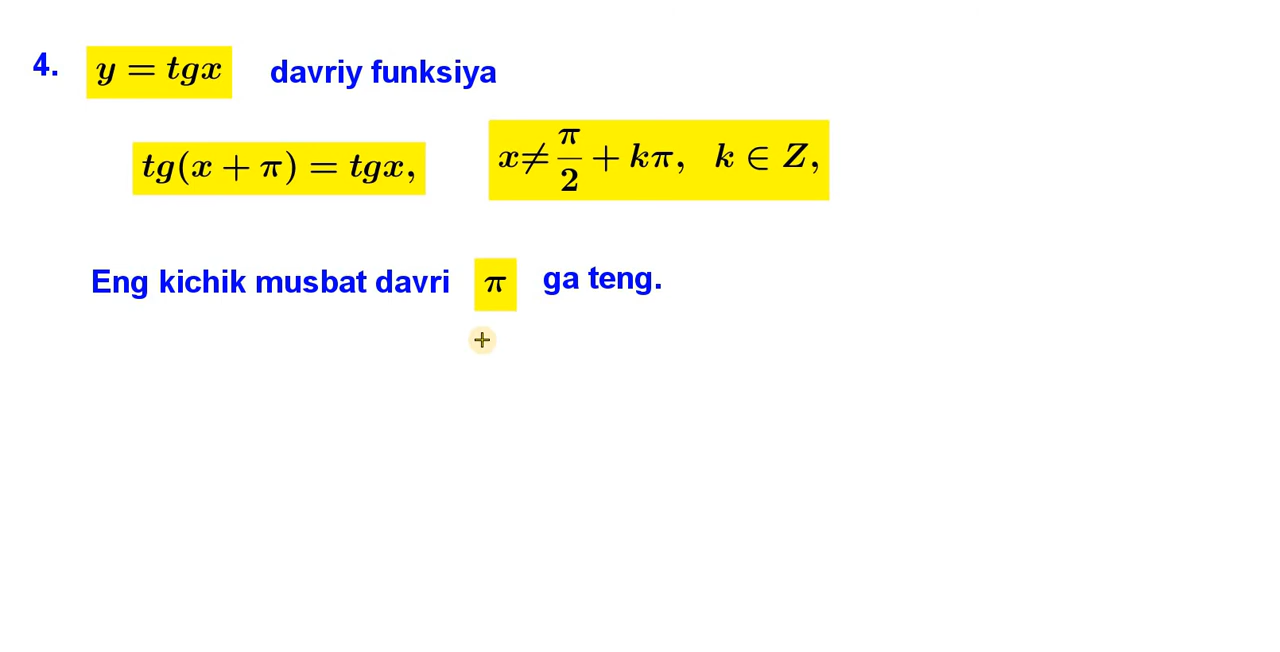 4. y = tgx davriy funksiya
tg(x + π) = tgx, x≠π/2 + kπ, k ∈ Z,
Eng kichik musbat davri π ga teng.